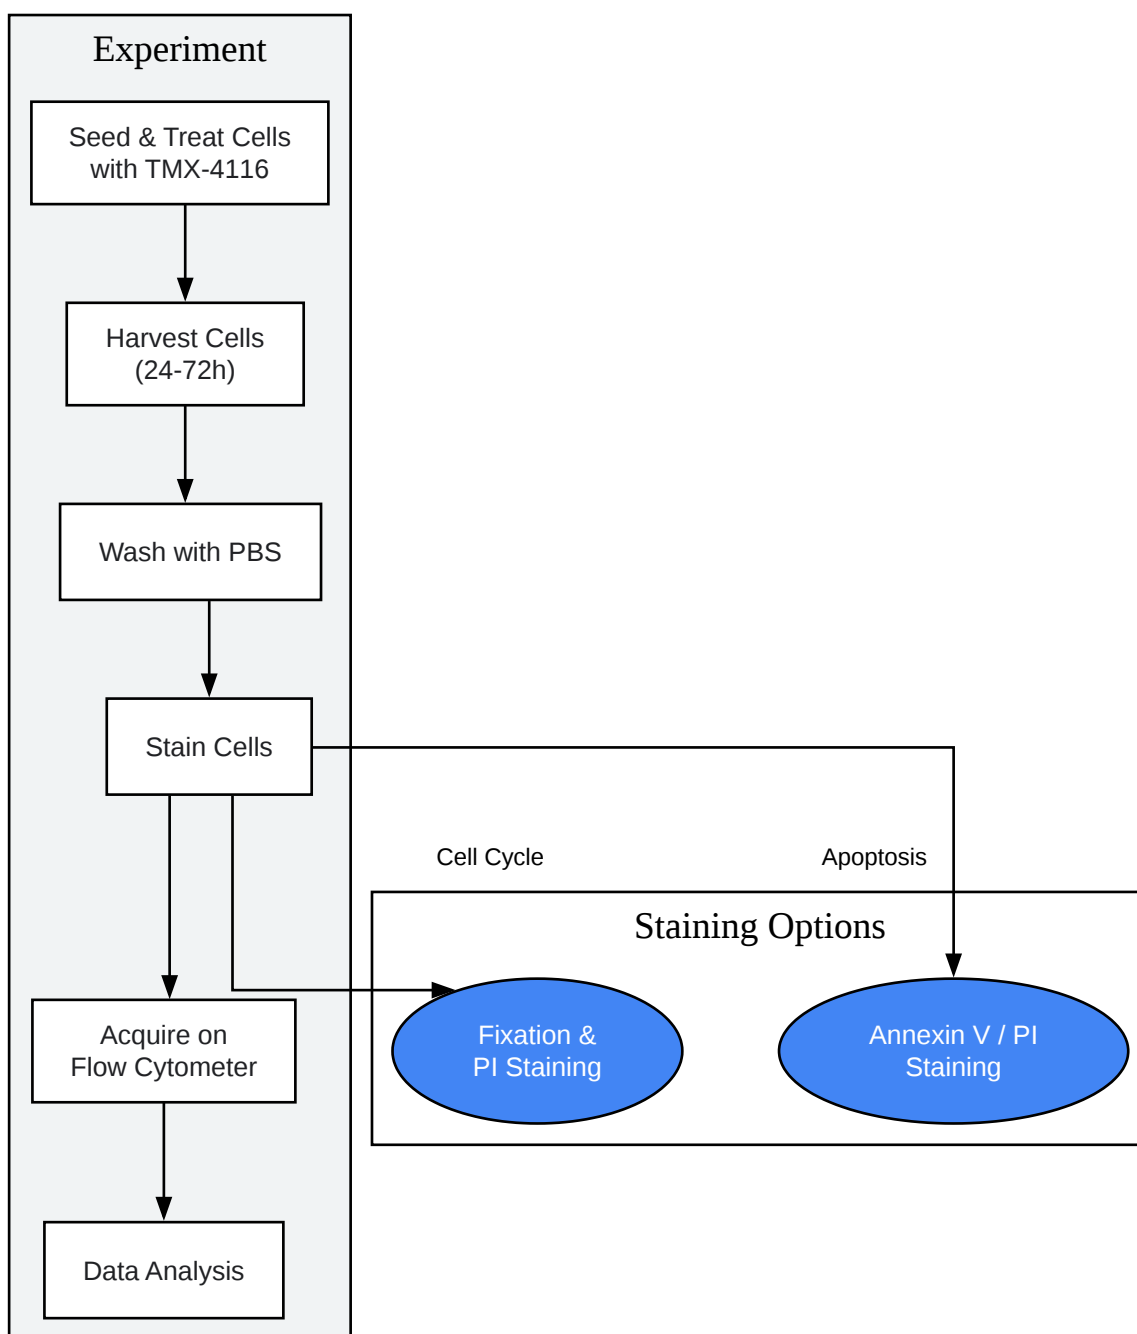 Experiment
Seed & Treat Cells
with TMX-4116
Harvest Cells
(24-72h)
Wash with PBS
Stain Cells
Cell Cycle
Apoptosis
Staining Options
Acquire on
Flow Cytometer
Fixation &
PI Staining
Annexin V / PI
Staining
Data Analysis